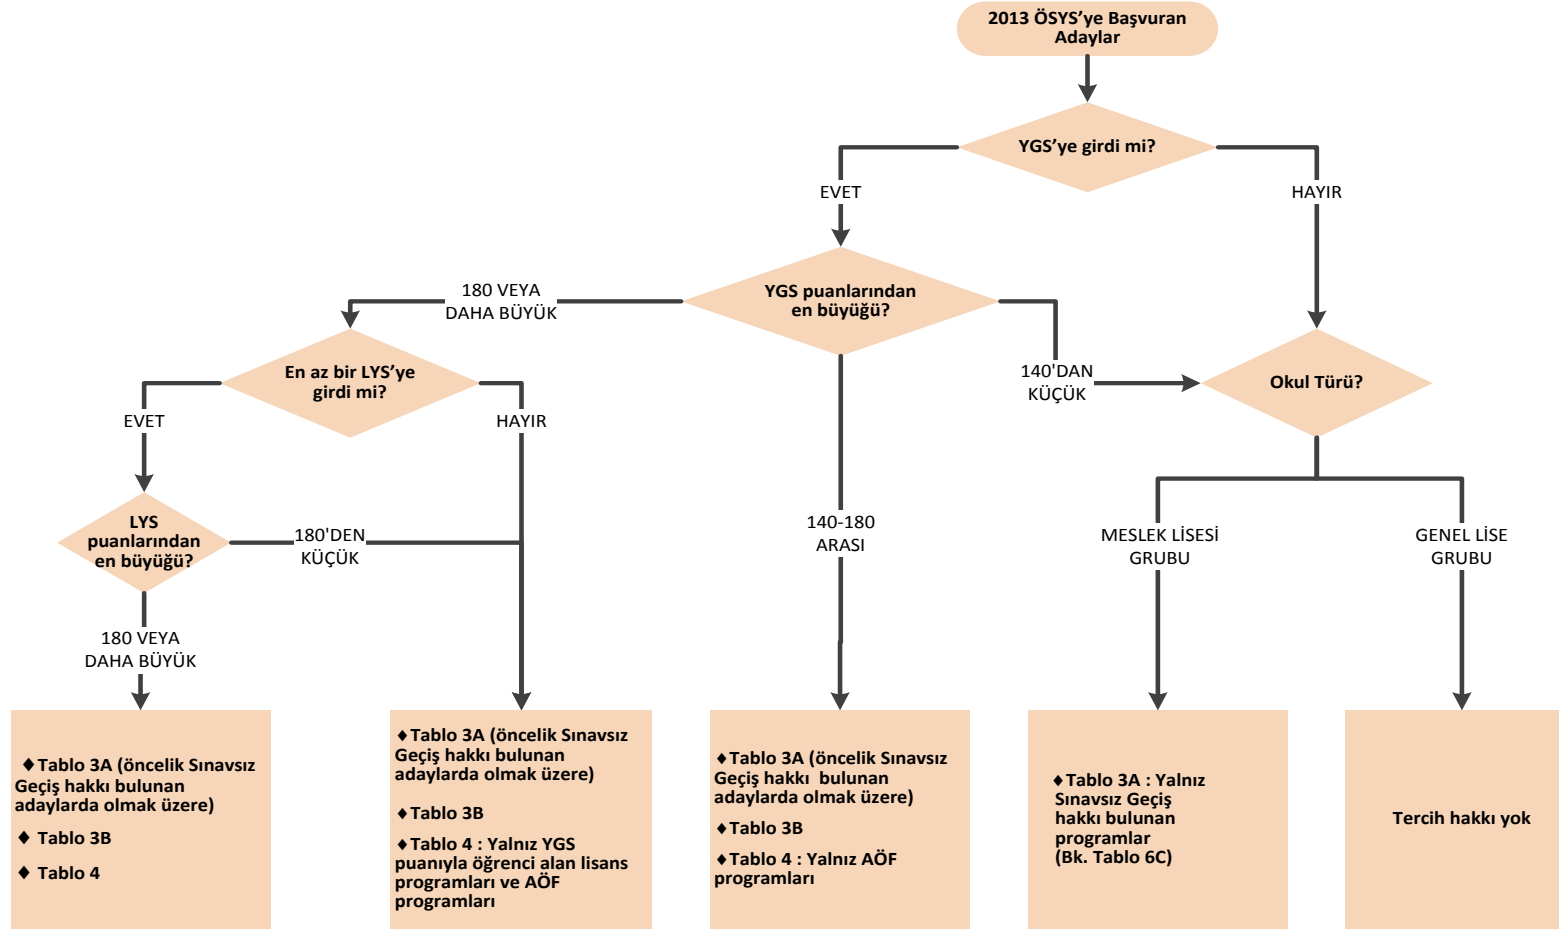 2013 ÖSYS’ye Başvuran
Adaylar
YGS’ye girdi mi?
EVET
HAYIR
YGS puanlarından
en büyüğü?
180 VEYA
DAHA BÜYÜK
140'DAN
KÜÇÜK
En az bir LYS’ye
girdi mi?
Okul Türü?
EVET
HAYIR
LYS
puanlarından
en büyüğü?
180'DEN
KÜÇÜK
140-180
ARASI
MESLEK LİSESİ
GRUBU
GENEL LİSE
GRUBU
180 VEYA
DAHA BÜYÜK
♦Tablo 3A (öncelik Sınavsız
Geçiş hakkı bulunan
adaylarda olmak üzere)
♦ Tablo 3B
♦ Tablo 4
♦Tablo 3A (öncelik Sınavsız
Geçiş hakkı bulunan
adaylarda olmak üzere)
♦Tablo 3B
♦Tablo 4 : Yalnız YGS
puanıyla öğrenci alan lisans
programları ve AÖF
programları
♦Tablo 3A (öncelik Sınavsız
Geçiş hakkı bulunan
adaylarda olmak üzere)
♦Tablo 3B
♦Tablo 4 : Yalnız AÖF
programları
♦Tablo 3A : Yalnız
Sınavsız Geçiş
hakkı bulunan
programlar
(Bk. Tablo 6C)
Tercih hakkı yok